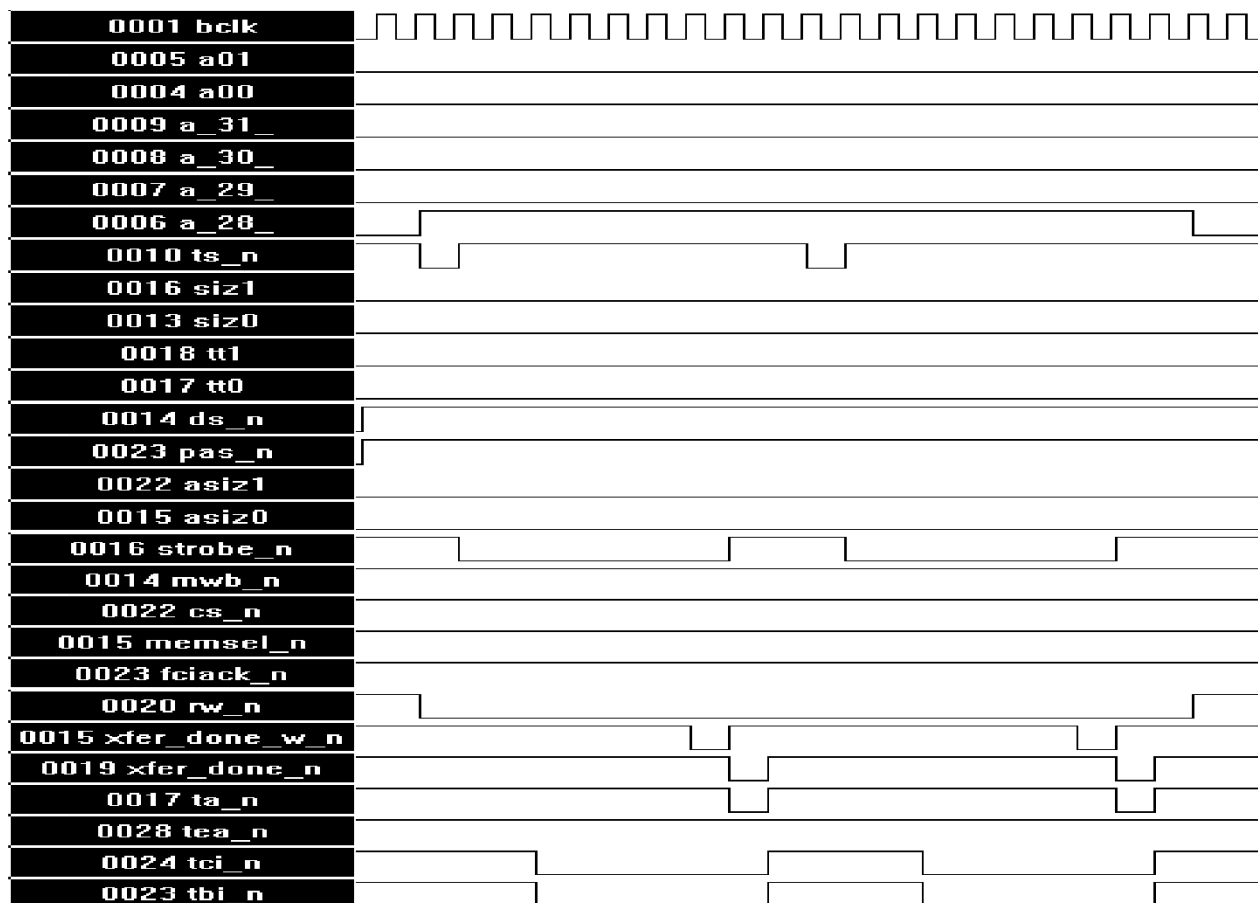 0001 bclk
0005 a01
0004 a00
0009 a_31_
0008 a_30_
0007 a_29_
0006 a_28_
0010 ts_n
0016 siz1
0013 siz0
0018 tt1
0017 tt0
0014 ds_n
0023 pas_n
0022 asiz1
0015 asiz0
0016 strobe_n
0014 mwb_n
0022 cs_n
0015 memsel_n
0023 fciack_n
0020 rw_n
0015 xfer_done_w_n
0019 xfer_done_n
0017 ta_n
0028 tea_n
0024 tci_n
0023 tbi_n